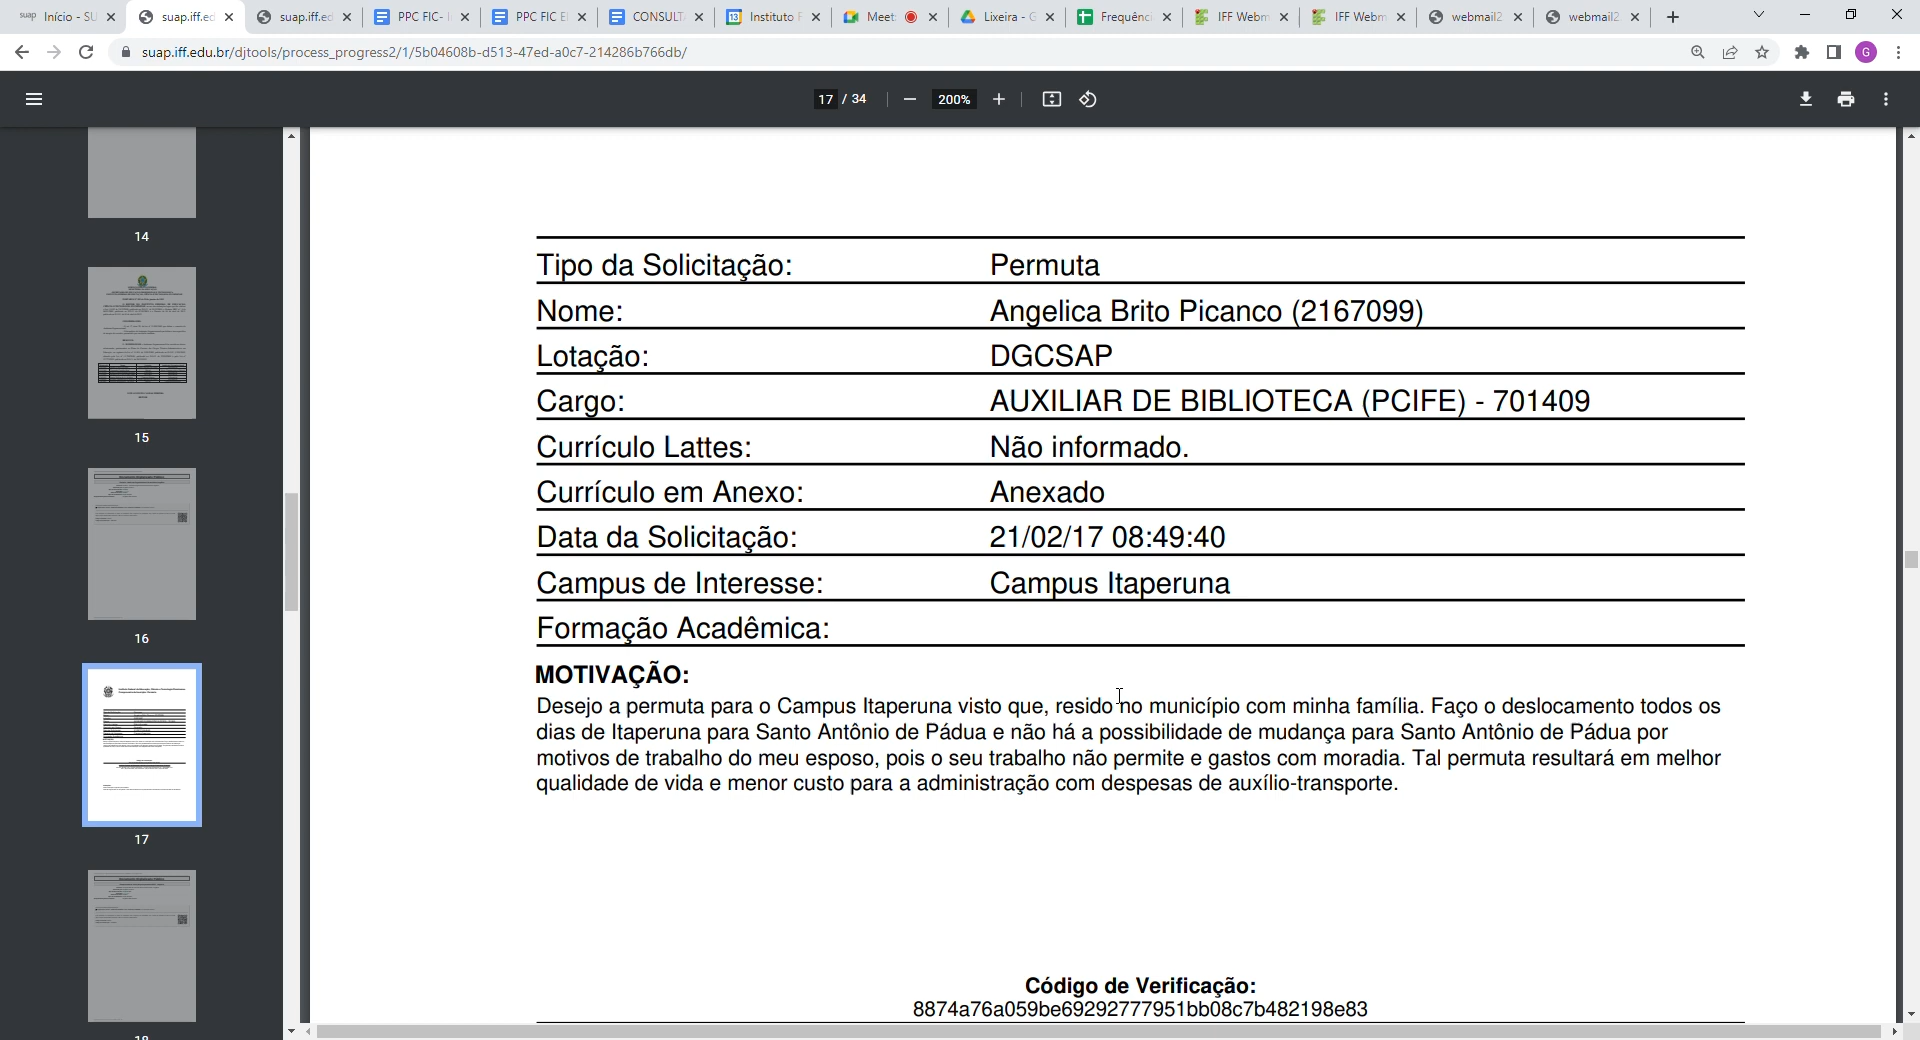 suap Início - SU
suap.iff.ed
suap.iff.ed
PPC FIC-
PPC FIC E
CONSULT
Instituto F
Meet
Lixeira - G
Frequênc
IFF Webm
IFF Webm
webmail2
webmail2
suap.iff.edu.br/djtools/process_progress2/1/5b04608b-d513-47ed-a0c7-214286b766db/
G
17 / 34
200%
14
15
16
17
18
Tipo da Solicitação: Permuta
Nome: Angelica Brito Picanco (2167099)
Lotação: DGCSAP
Cargo: AUXILIAR DE BIBLIOTECA (PCIFE) - 701409
Currículo Lattes: Não informado.
Currículo em Anexo: Anexado
Data da Solicitação: 21/02/17 08:49:40
Campus de Interesse: Campus Itaperuna
Formação Acadêmica:
MOTIVAÇÃO:
Desejo a permuta para o Campus Itaperuna visto que, resido no município com minha família. Faço o deslocamento todos os
dias de Itaperuna para Santo Antônio de Pádua e não há a possibilidade de mudança para Santo Antônio de Pádua por
motivos de trabalho do meu esposo, pois o seu trabalho não permite e gastos com moradia. Tal permuta resultará em melhor
qualidade de vida e menor custo para a administração com despesas de auxílio-transporte.
Código de Verificação:
8874a76a059be69292777951bb08c7b482198e83